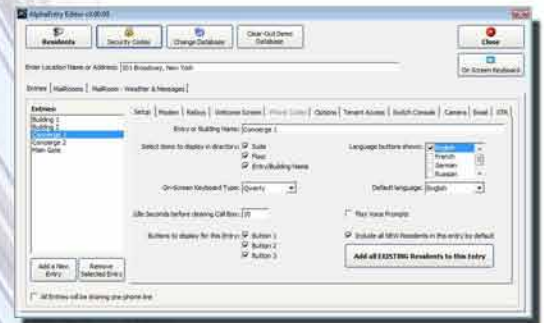 AlphaEntry Editor v3.00.00
Residents
Security Codes
Change Database
Clear-Out Demo Database
Close
On Screen Keyboard
Enter Location Name or Address: 101 Broadway, New York
Entries MailRooms MailRoom - Weather & Messages
Entries:
Building 1
Building 2
Concierge 1
Concierge 2
Main Gate
Add a New Entry
Remove Selected Entry
Setup Modem Relays Welcome Screen Phone Codes Options Tenant Access Switch Console Camera Email XTR
Entry or Building Name: Concierge 1
Select items to display in directory: Suite
Floor
Entry/Building Name
Language buttons shown: English
French
German
Russian
On-Screen Keyboard Type: Qwerty
Default language: English
Idle Seconds before clearing Call Box: 20
Play Voice Prompts
Buttons to display for this Entry: Button 1
Button 2
Button 3
Include all NEW Residents in this entry by default
Add all EXISTING Residents to this Entry
All Entries will be sharing one phone line